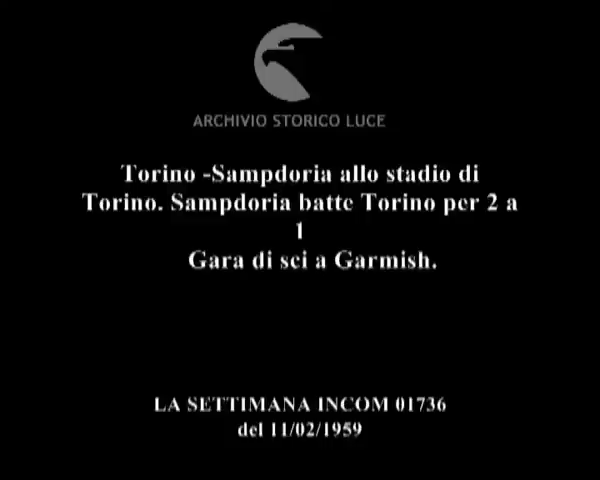 ARCHIVIO STORICO LUCE
Torino -Sampdoria allo stadio di
Torino. Sampdoria batte Torino per 2 a
1
Gara di sci a Garmish.
LA SETTIMANA INCOM 01736
del 11/02/1959